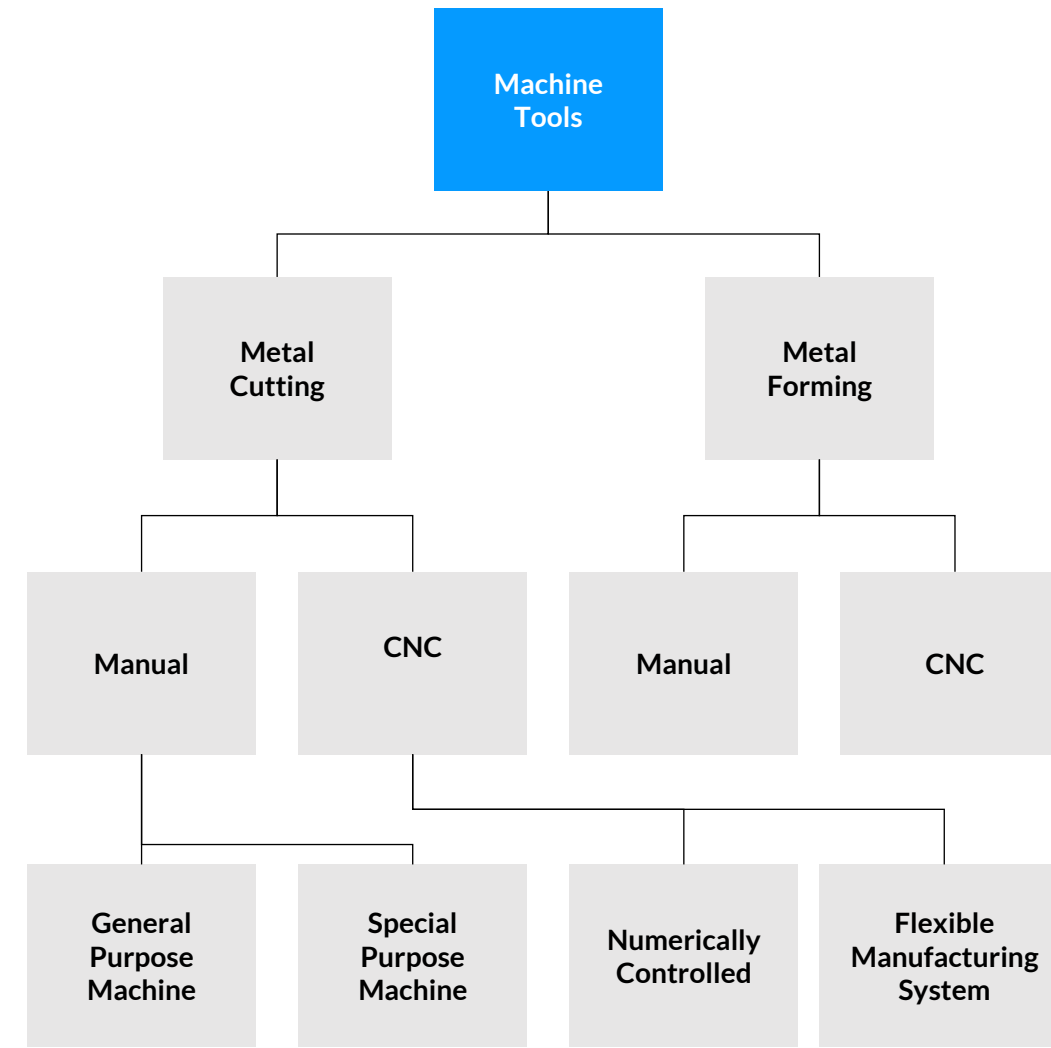 Machine
Tools
Metal
Cutting
Metal
Forming
Manual
CNC
Manual
CNC
General
Purpose
Machine
Special
Purpose
Machine
Numerically
Controlled
Flexible
Manufacturing
System